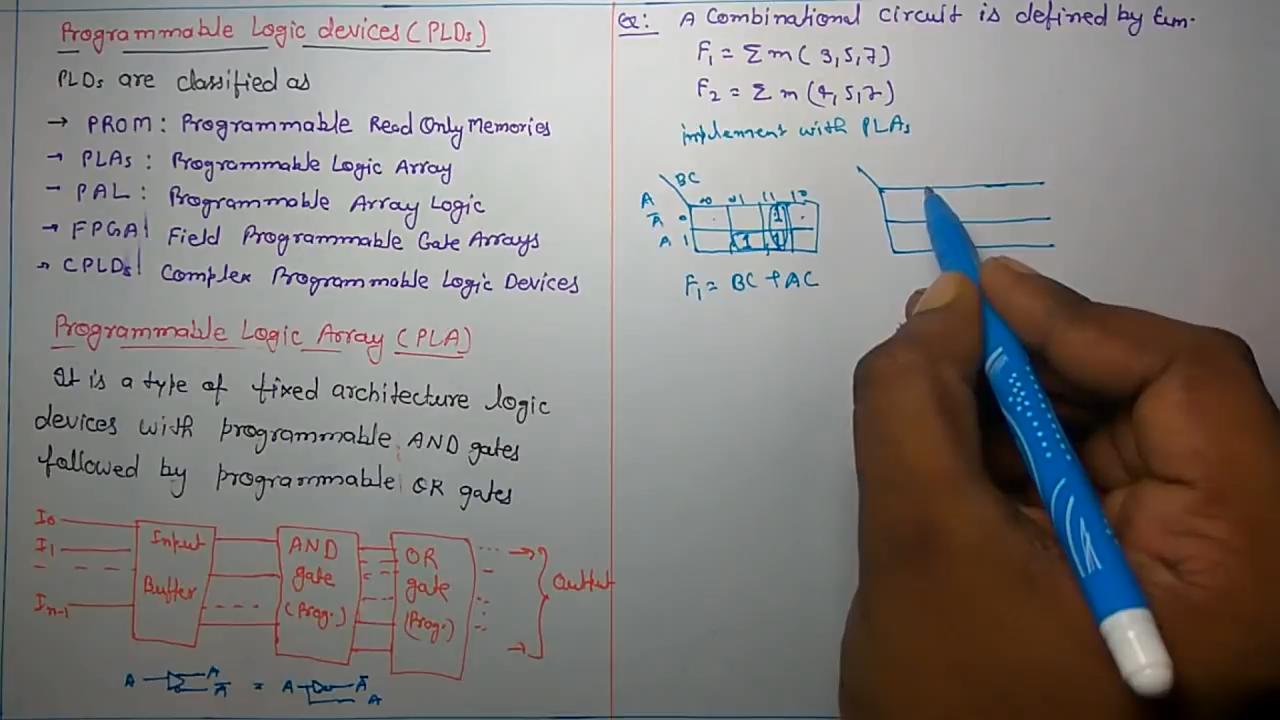 Programmable Logic devices (PLDs)
PLDs are classified as
→ PROM: Programmable Read Only Memories
→ PLAs: Programmable Logic Array
→ PAL: Programmable Array Logic
→ FPGA: Field Programmable Gate Arrays
→ CPLDs: Complex Programmable Logic Devices
Programmable Logic Array (PLA)
It is a type of fixed architecture logic
devices with programmable AND gates
followed by programmable OR gates
I₀
I₁
Iₙ₋₁
Input
Buffer
AND
gate
(Prog.)
OR
gate
(Prog.)
Output
A A Ā = A Ā A
Ex: A Combinational circuit is defined by fun.
F₁ = Σm(3,5,7)
F₂ = Σm(4,5,7)
implement with PLAs
BC
A 00 01 11 10
Ā 0 1
A 1 1 1
F₁ = BC + AC